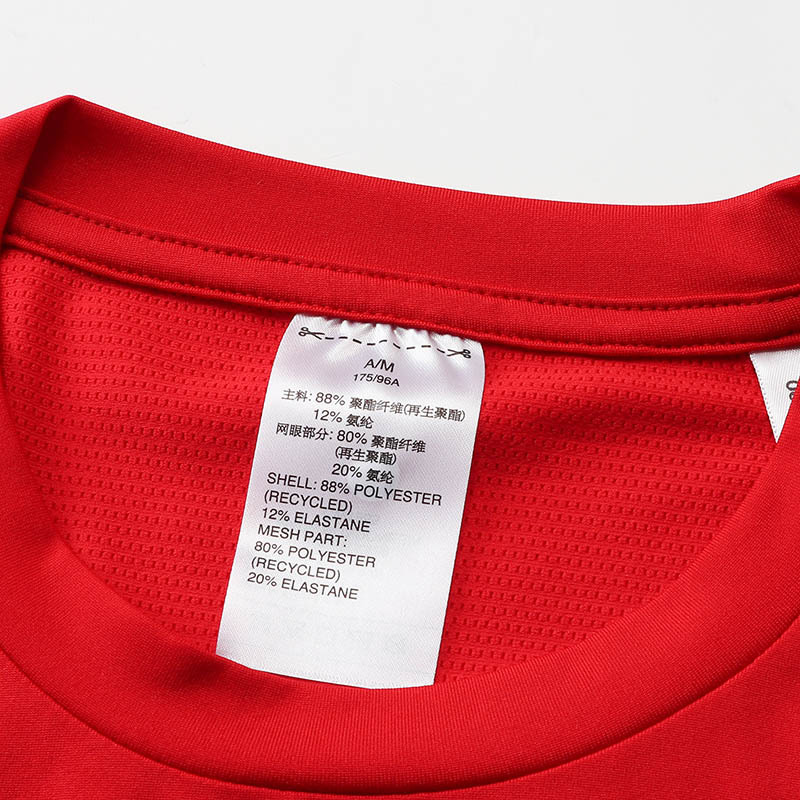 A/M
175/96A
主料: 88% 聚酯纤维(再生聚酯)
12% 氨纶
网眼部分: 80% 聚酯纤维
(再生聚酯)
20% 氨纶
SHELL: 88% POLYESTER
(RECYCLED)
12% ELASTANE
MESH PART:
80% POLYESTER
(RECYCLED)
20% ELASTANE